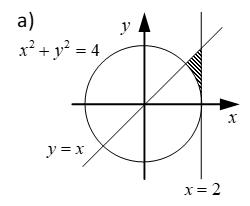 a)
y
x² + y² = 4
x
y = x
x = 2